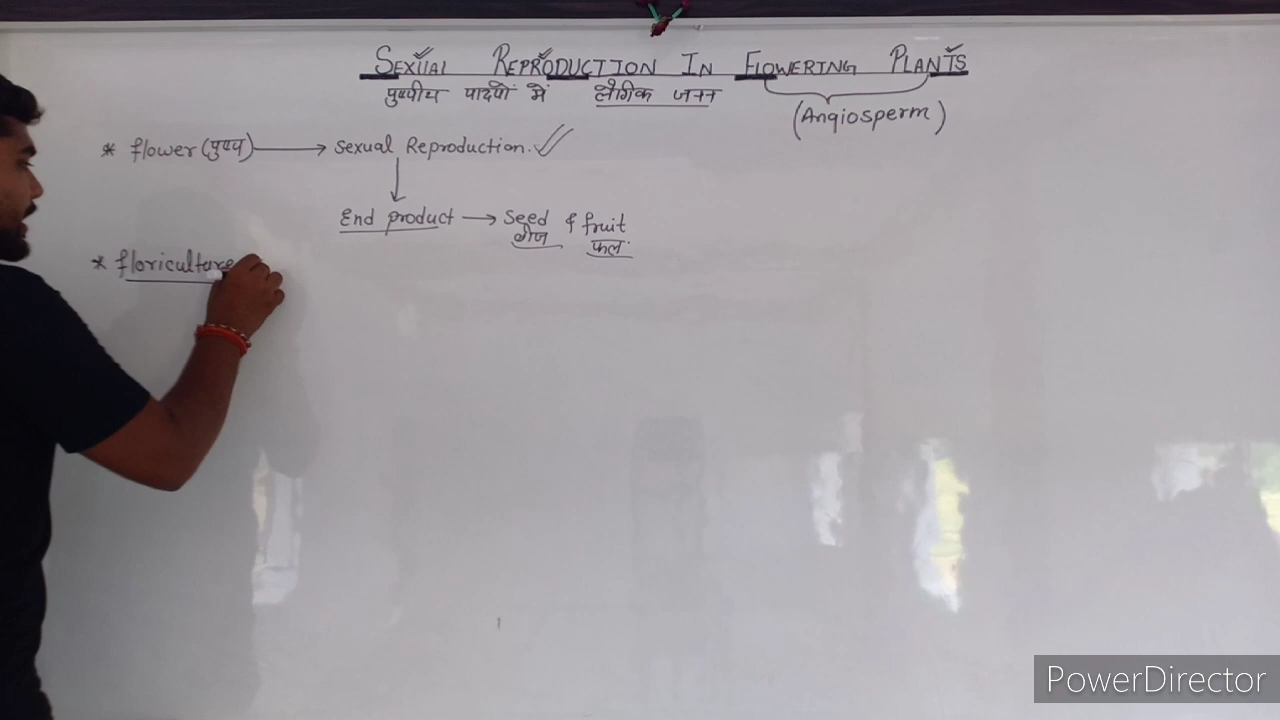 SEXUAL REPRODUCTION IN FLOWERING PLANTS
पुष्पीय पादपों में लैंगिक जनन
(Angiosperm)
* flower (पुष्प) → Sexual Reproduction.
End product → Seed & fruit
बीज फल
* floriculture
PowerDirector